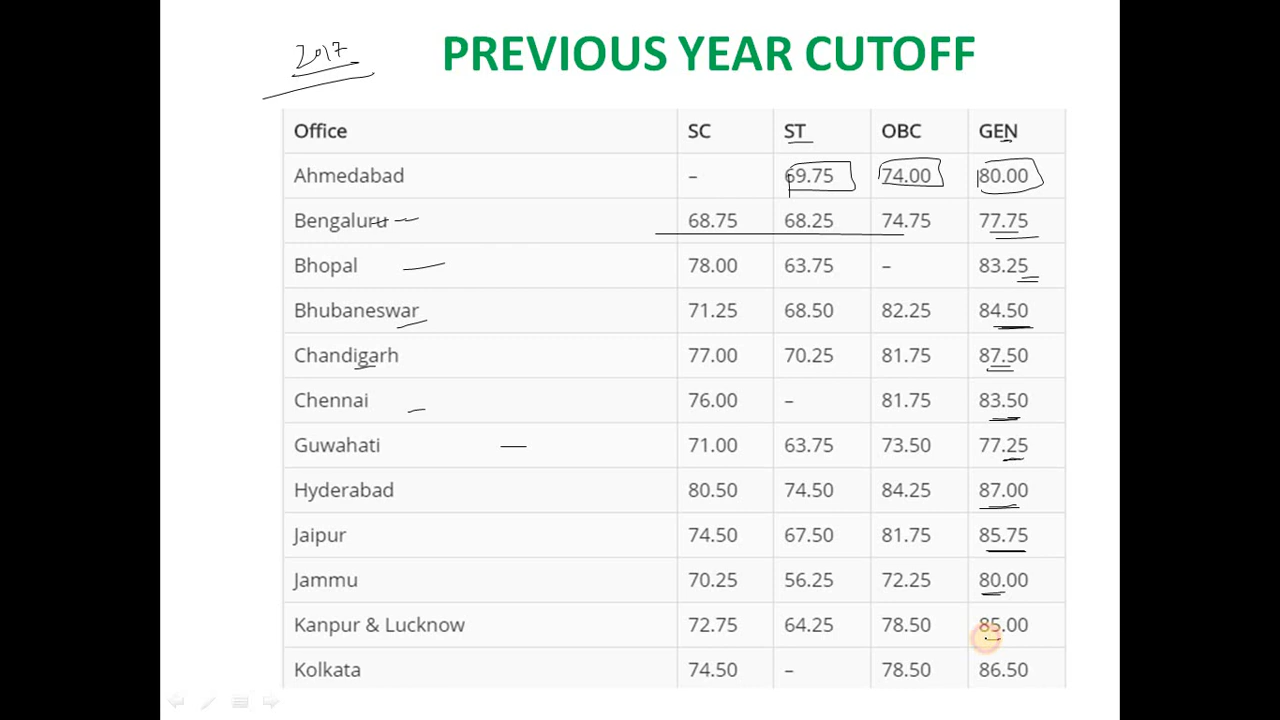 2017
PREVIOUS YEAR CUTOFF
Office SC ST OBC GEN
Ahmedabad – 69.75 74.00 80.00
Bengaluru 68.75 68.25 74.75 77.75
Bhopal 78.00 63.75 – 83.25
Bhubaneswar 71.25 68.50 82.25 84.50
Chandigarh 77.00 70.25 81.75 87.50
Chennai 76.00 – 81.75 83.50
Guwahati 71.00 63.75 73.50 77.25
Hyderabad 80.50 74.50 84.25 87.00
Jaipur 74.50 67.50 81.75 85.75
Jammu 70.25 56.25 72.25 80.00
Kanpur & Lucknow 72.75 64.25 78.50 85.00
Kolkata 74.50 – 78.50 86.50